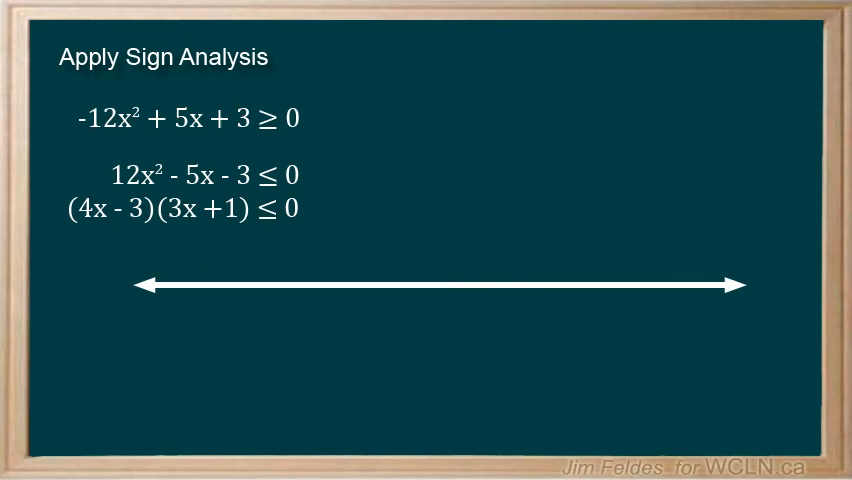 Apply Sign Analysis
-12x² + 5x + 3 ≥ 0
12x² - 5x - 3 ≤ 0
(4x - 3)(3x +1) ≤ 0
Jim Feldes for WCLN.ca